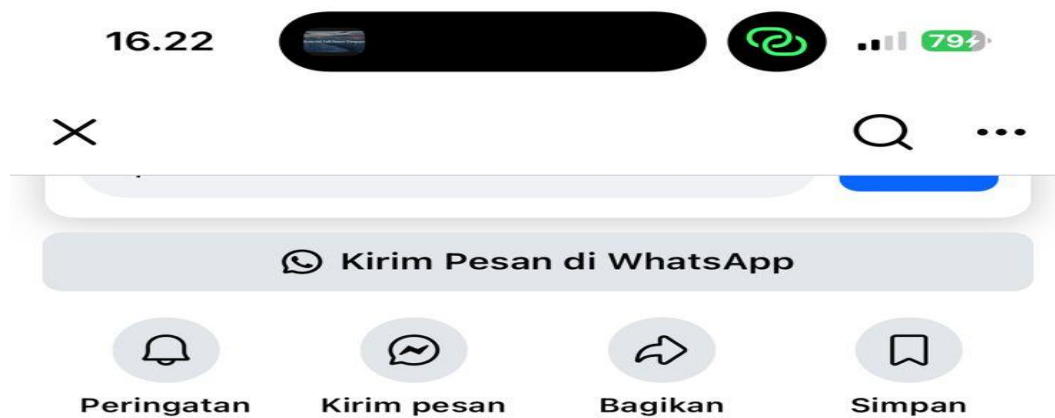 16.22
79
Kirim Pesan di WhatsApp
Peringatan
Kirim pesan
Bagikan
Simpan